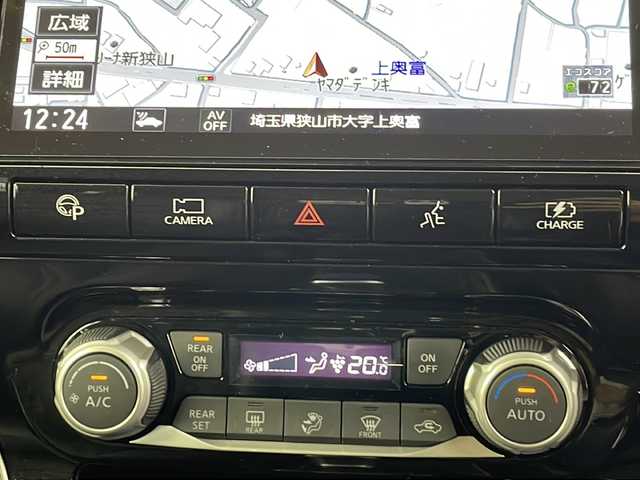 広域
50m
リーナ新狭山
詳細
上奥富
ヤマダデンキ
エコスコア
72
ケ
12:24
AV
OFF
埼玉県狭山市大字上奥富
P
CAMERA
CHARGE
PUSH
A/C
REAR
ON
OFF
20.0℃
ON
OFF
REAR
SET
REAR
FRONT
PUSH
AUTO